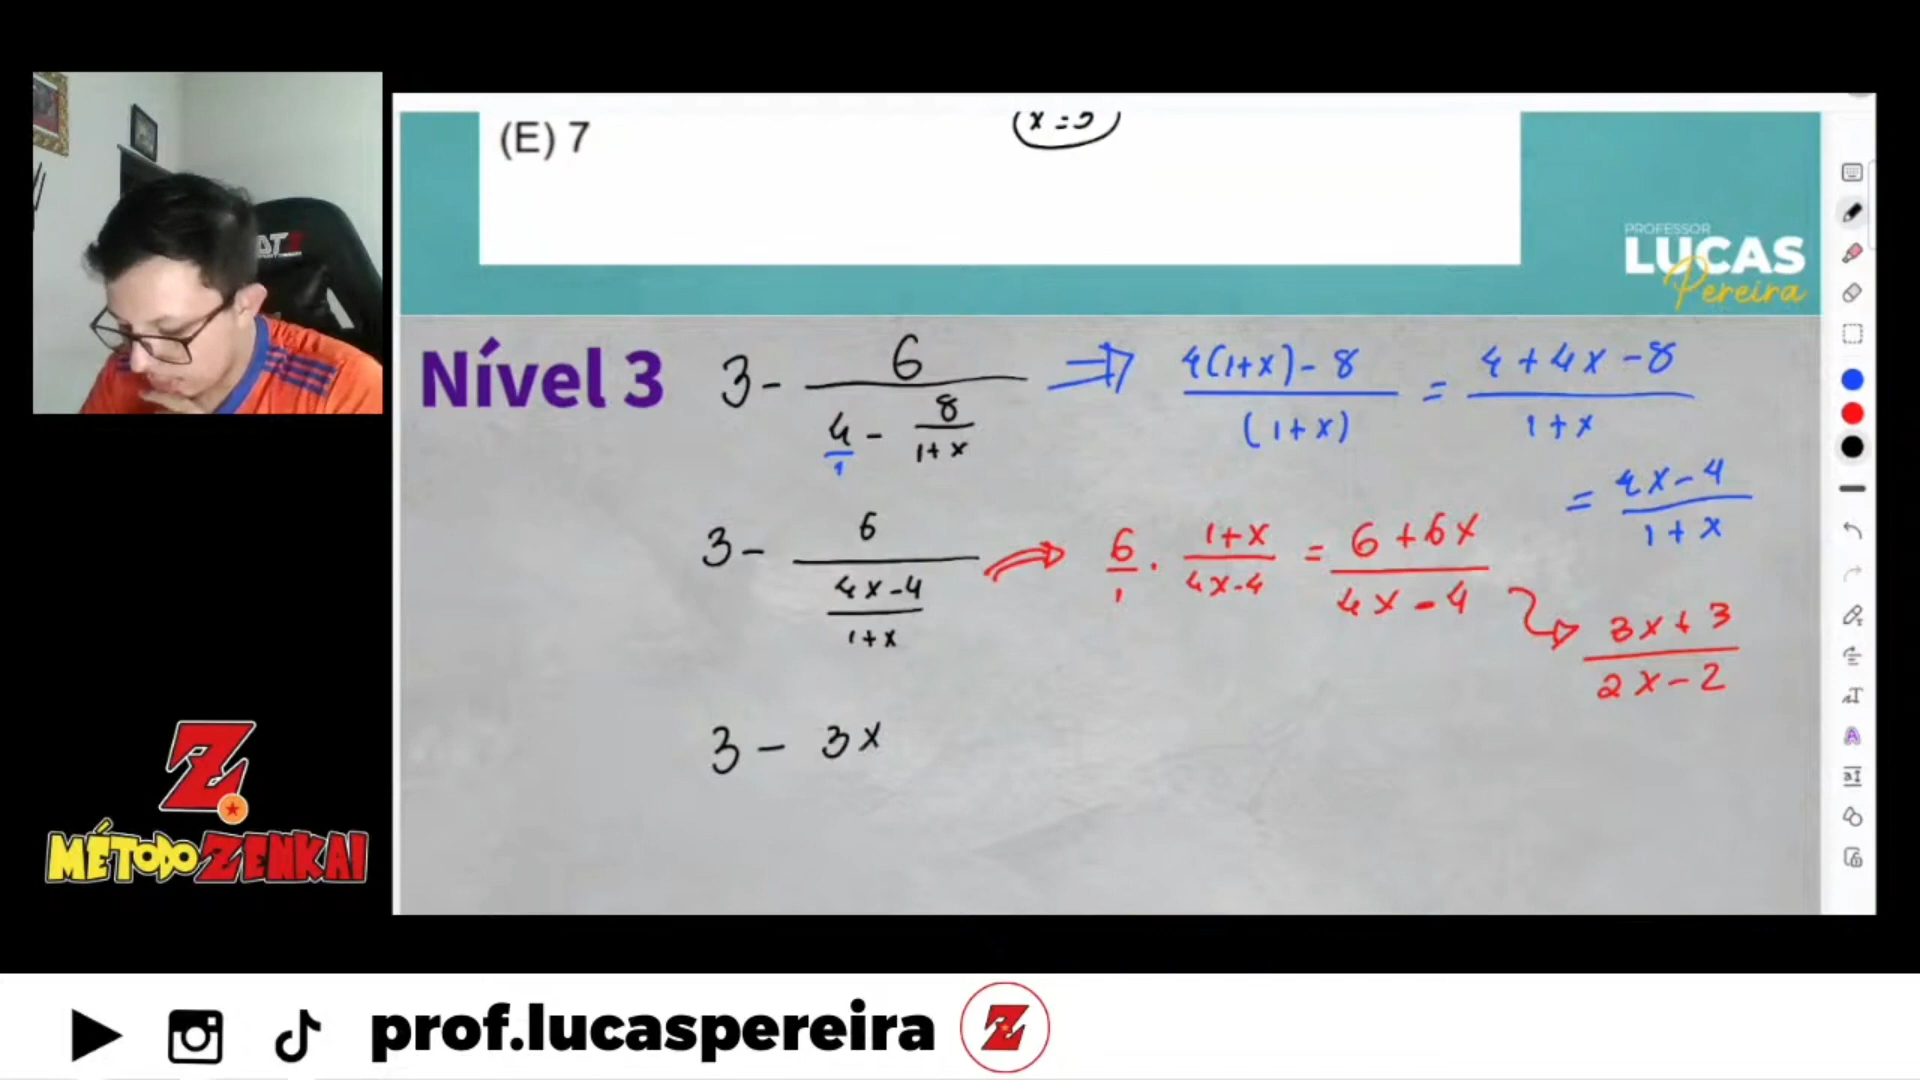 (E) 7
x = 5
PROFESSOR
LUCAS
Pereira
Nível 3
3 - 6 / (4/1 - 8/(1+x)) ⇒ (4(1+x) - 8)/(1+x) = (4 + 4x - 8)/(1+x)
= (4x - 4)/(1+x)
3 - 6 / ((4x-4)/(1+x)) ⇒ 6/1 · (1+x)/(4x-4) = (6+6x)/(4x-4)
(3x+3)/(2x-2)
3 - 3x
Z
MÉTODO ZENKAI
prof.lucaspereira
Z